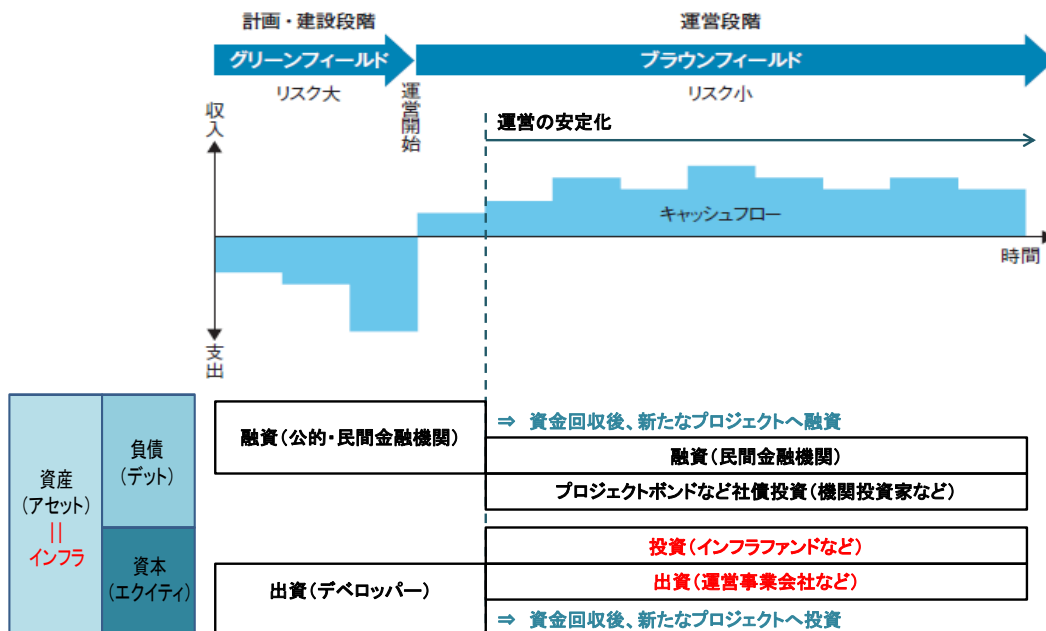 計画・建設段階
運営段階
グリーンフィールド
ブラウンフィールド
リスク大
運営開始
リスク小
収入
運営の安定化
キャッシュフロー
時間
支出
資産
(アセット)
||
インフラ
負債
(デット)
資本
(エクイティ)
融資(公的・民間金融機関)
⇒ 資金回収後、新たなプロジェクトへ融資
融資(民間金融機関)
プロジェクトボンドなど社債投資(機関投資家など)
投資(インフラファンドなど)
出資(デベロッパー)
出資(運営事業会社など)
⇒ 資金回収後、新たなプロジェクトへ投資